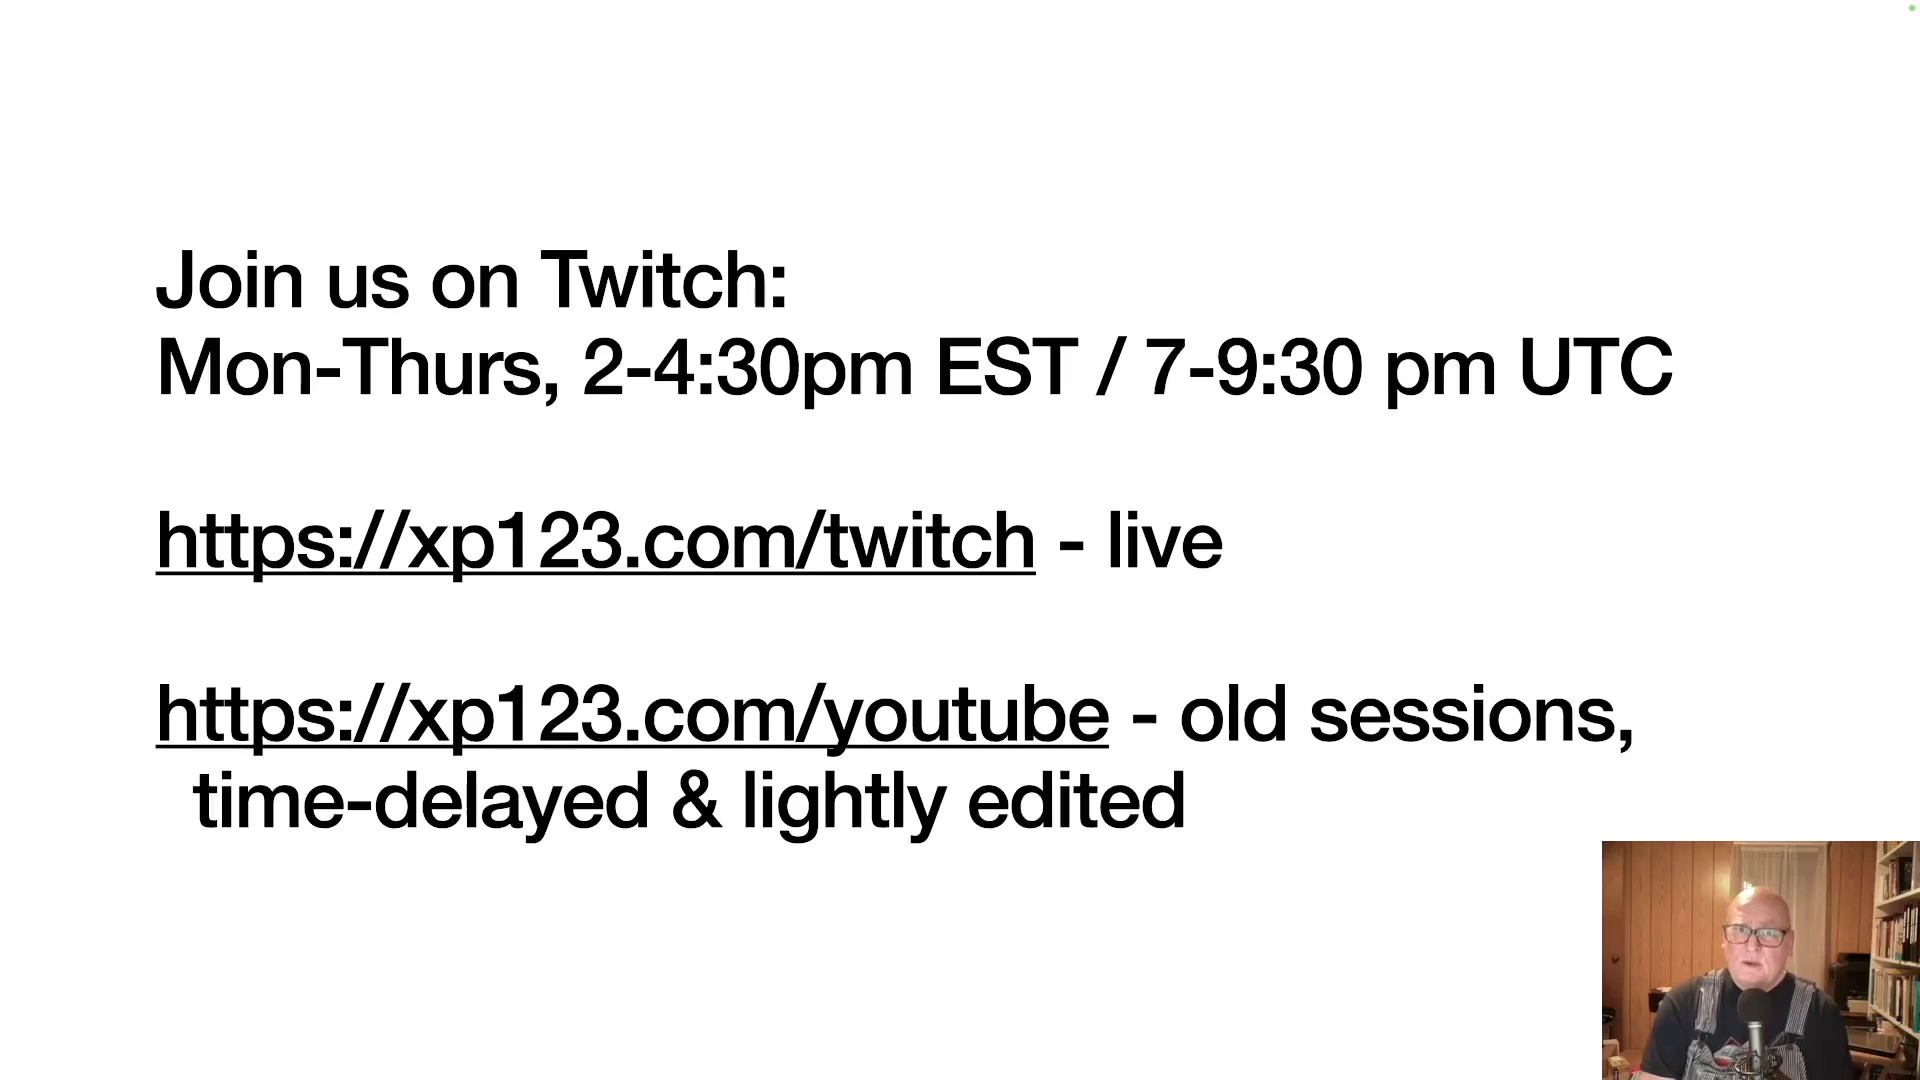 Join us on Twitch:
Mon-Thurs, 2-4:30pm EST / 7-9:30 pm UTC
https://xp123.com/twitch - live
https://xp123.com/youtube - old sessions,
time-delayed & lightly edited